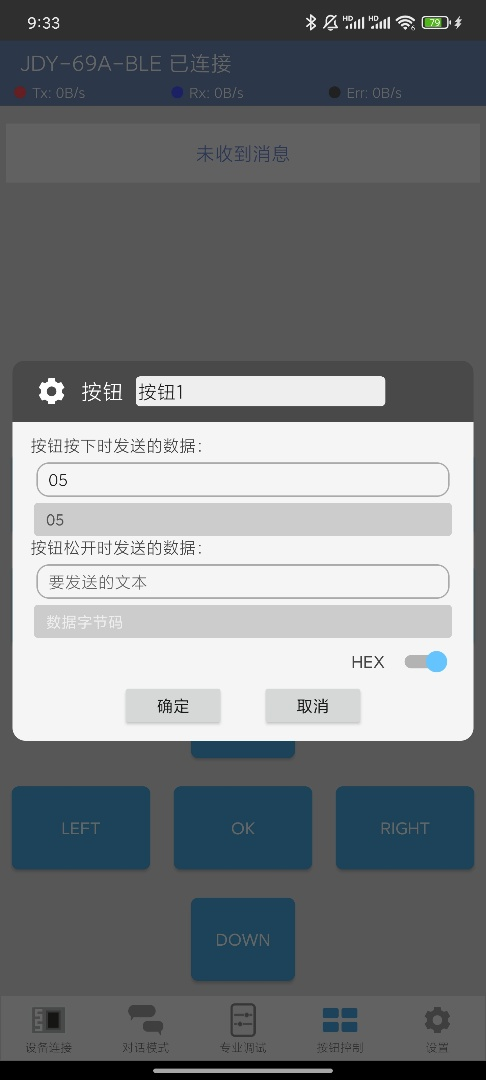 9:33
HD HD 79
JDY-69A-BLE 已连接
Tx: 0B/s Rx: 0B/s Err: 0B/s
未收到消息
按钮 按钮1
按钮按下时发送的数据:
05
05
按钮松开时发送的数据:
要发送的文本
数据字节码
HEX
确定 取消
LEFT OK RIGHT
DOWN
设备连接 对话模式 专业调试 按钮控制 设置